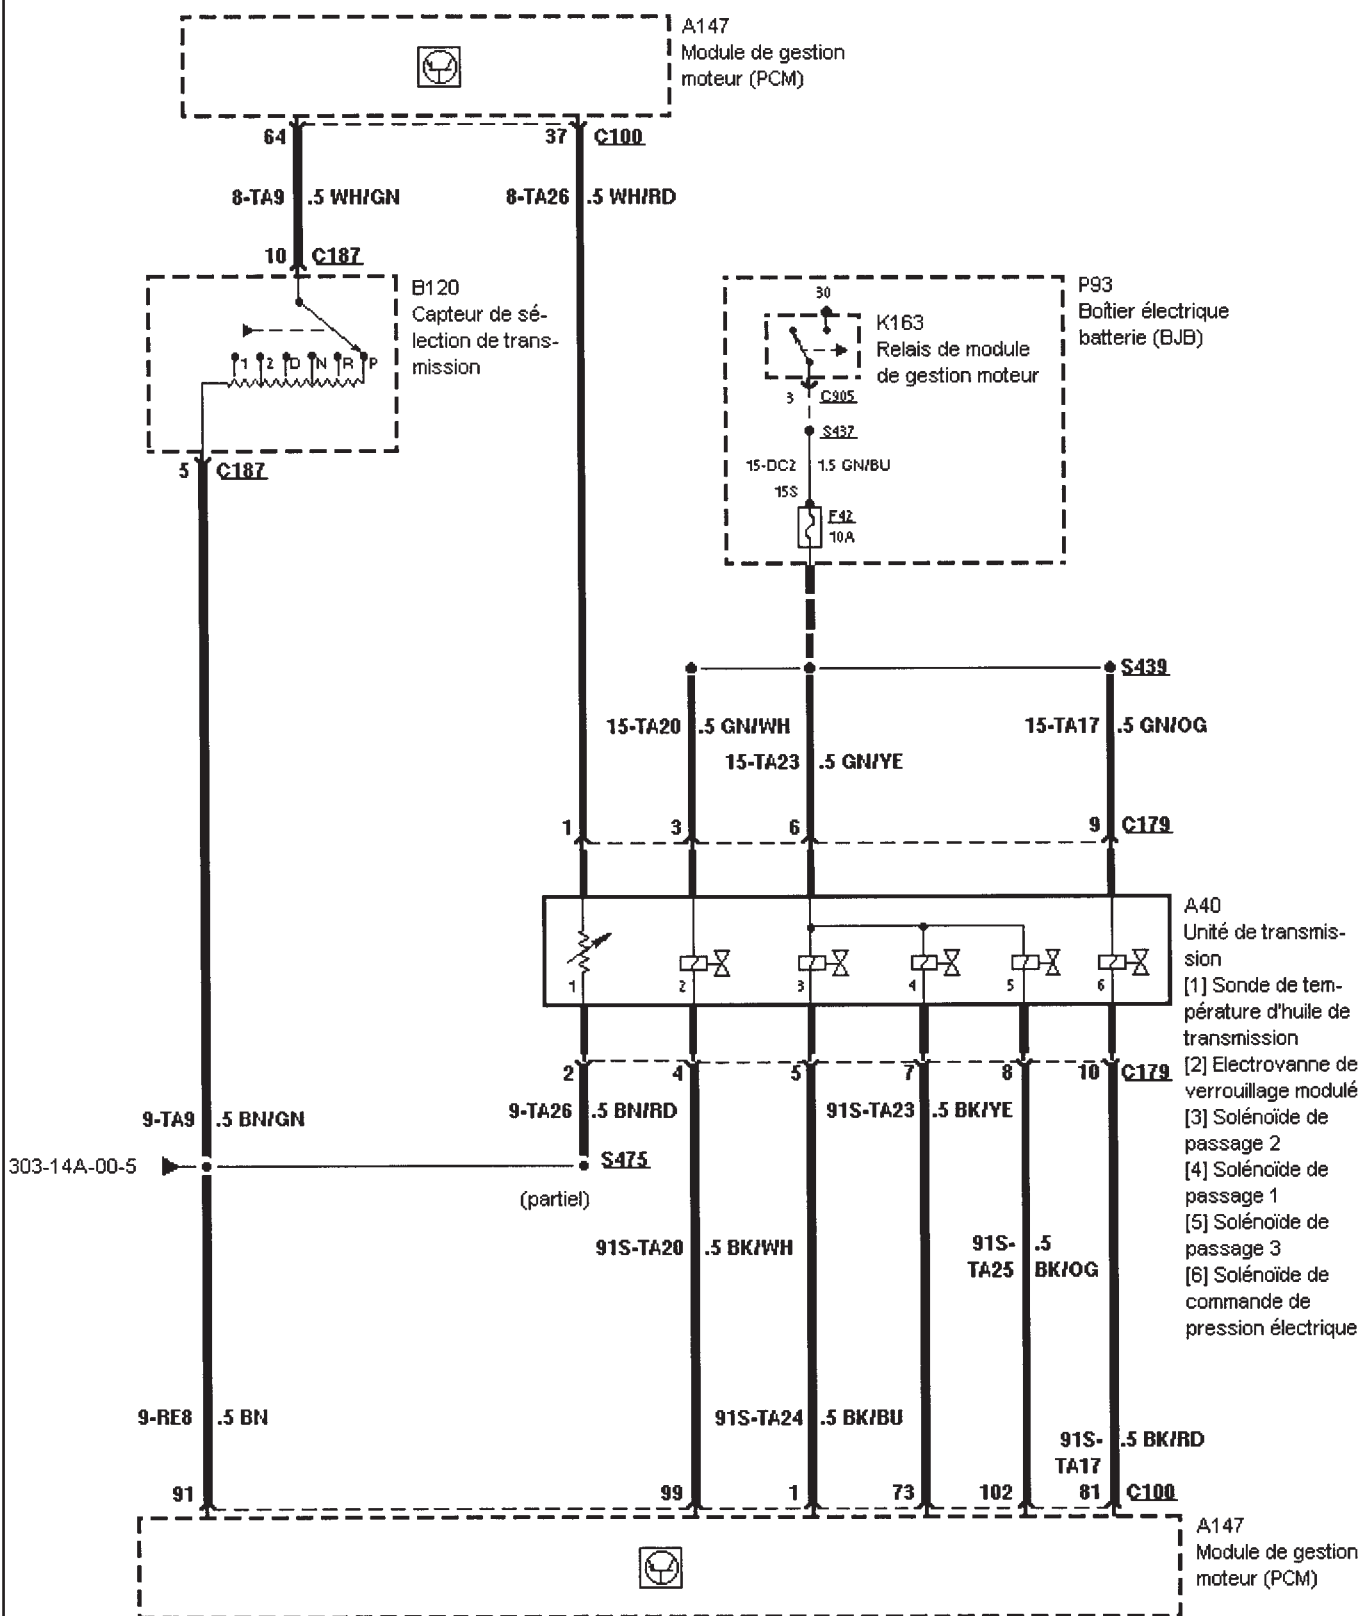 A147
Module de gestion
moteur (PCM)
64
37
C100
8-TA9
.5 WH/GN
8-TA26
.5 WH/RD
10
C187
B120
Capteur de sé-
lection de trans-
mission
1
2
D
N
R
P
5
C187
P93
Boîtier électrique
batterie (BJB)
30
K163
Relais de module
de gestion moteur
3
C905
S437
15-DC2
1.5 GN/BU
15S
F42
10A
S439
15-TA20
.5 GN/WH
15-TA17
.5 GN/OG
15-TA23
.5 GN/YE
1
3
6
9
C179
A40
Unité de transmis-
sion
[1] Sonde de tem-
pérature d'huile de
transmission
[2] Electrovanne de
verrouillage modulé
[3] Solénoïde de
passage 2
[4] Solénoïde de
passage 1
[5] Solénoïde de
passage 3
[6] Solénoïde de
commande de
pression électrique
1
2
3
4
5
6
2
4
5
7
8
10
C179
9-TA9
.5 BN/GN
9-TA26
.5 BN/RD
91S-TA23
.5 BK/YE
303-14A-00-5
S475
(partiel)
91S-TA20
.5 BK/WH
91S-
TA25
.5
BK/OG
9-RE8
.5 BN
91S-TA24
.5 BK/BU
91S-
TA17
.5 BK/RD
91
99
1
73
102
81
C100
A147
Module de gestion
moteur (PCM)